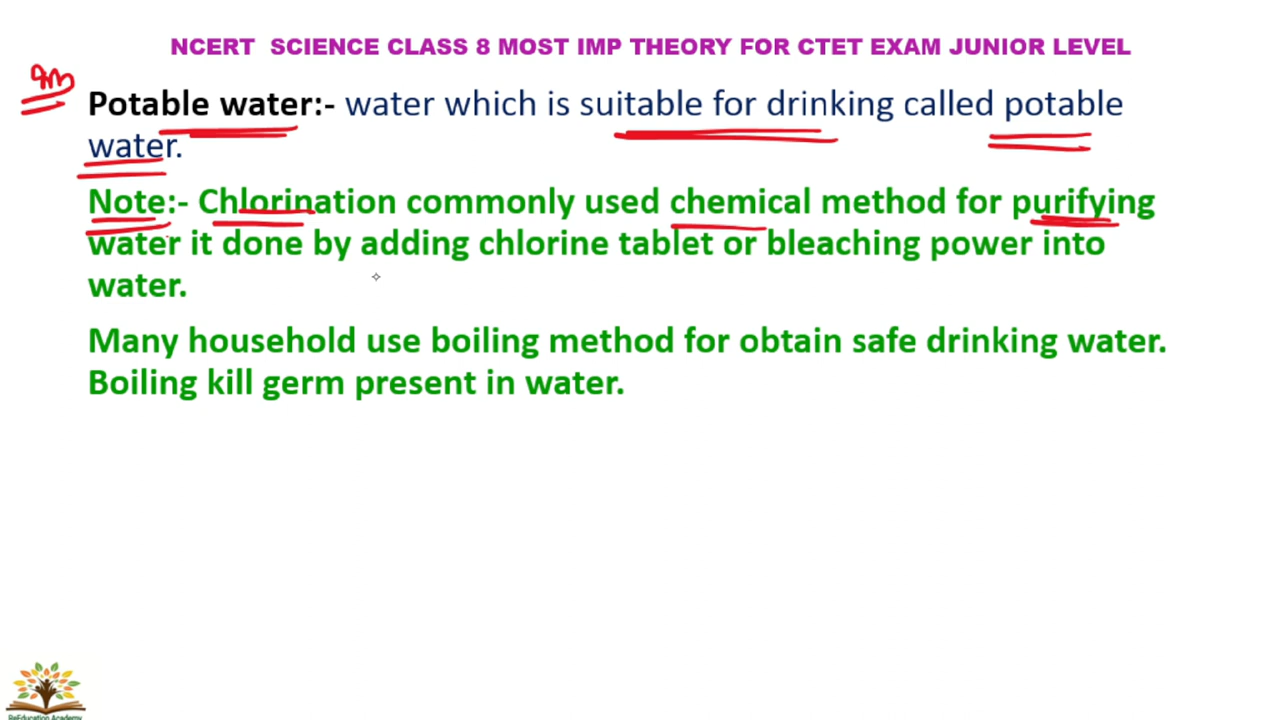 NCERT SCIENCE CLASS 8 MOST IMP THEORY FOR CTET EXAM JUNIOR LEVEL
Potable water:- water which is suitable for drinking called potable
water.
Note:- Chlorination commonly used chemical method for purifying
water it done by adding chlorine tablet or bleaching power into
water.
Many household use boiling method for obtain safe drinking water.
Boiling kill germ present in water.